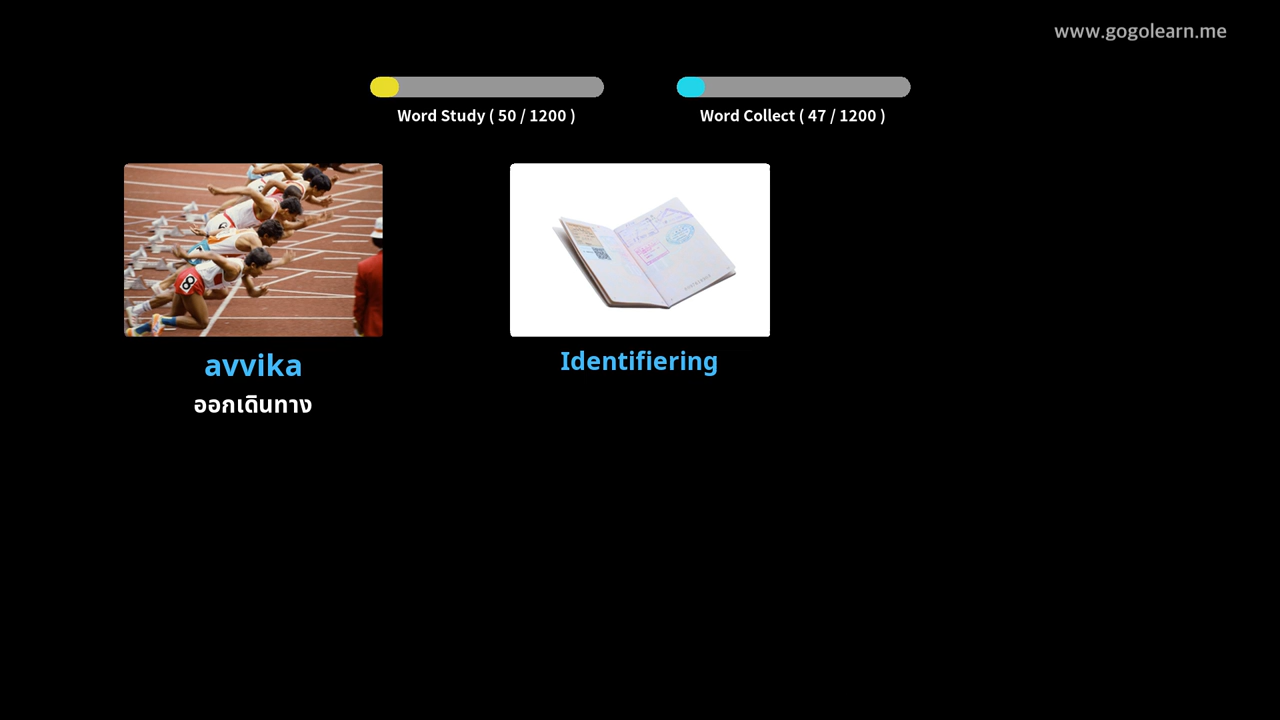 www.gogolearn.me
Word Study ( 50 / 1200 )
Word Collect ( 47 / 1200 )
8
avvika
Identifiering
ออกเดินทาง